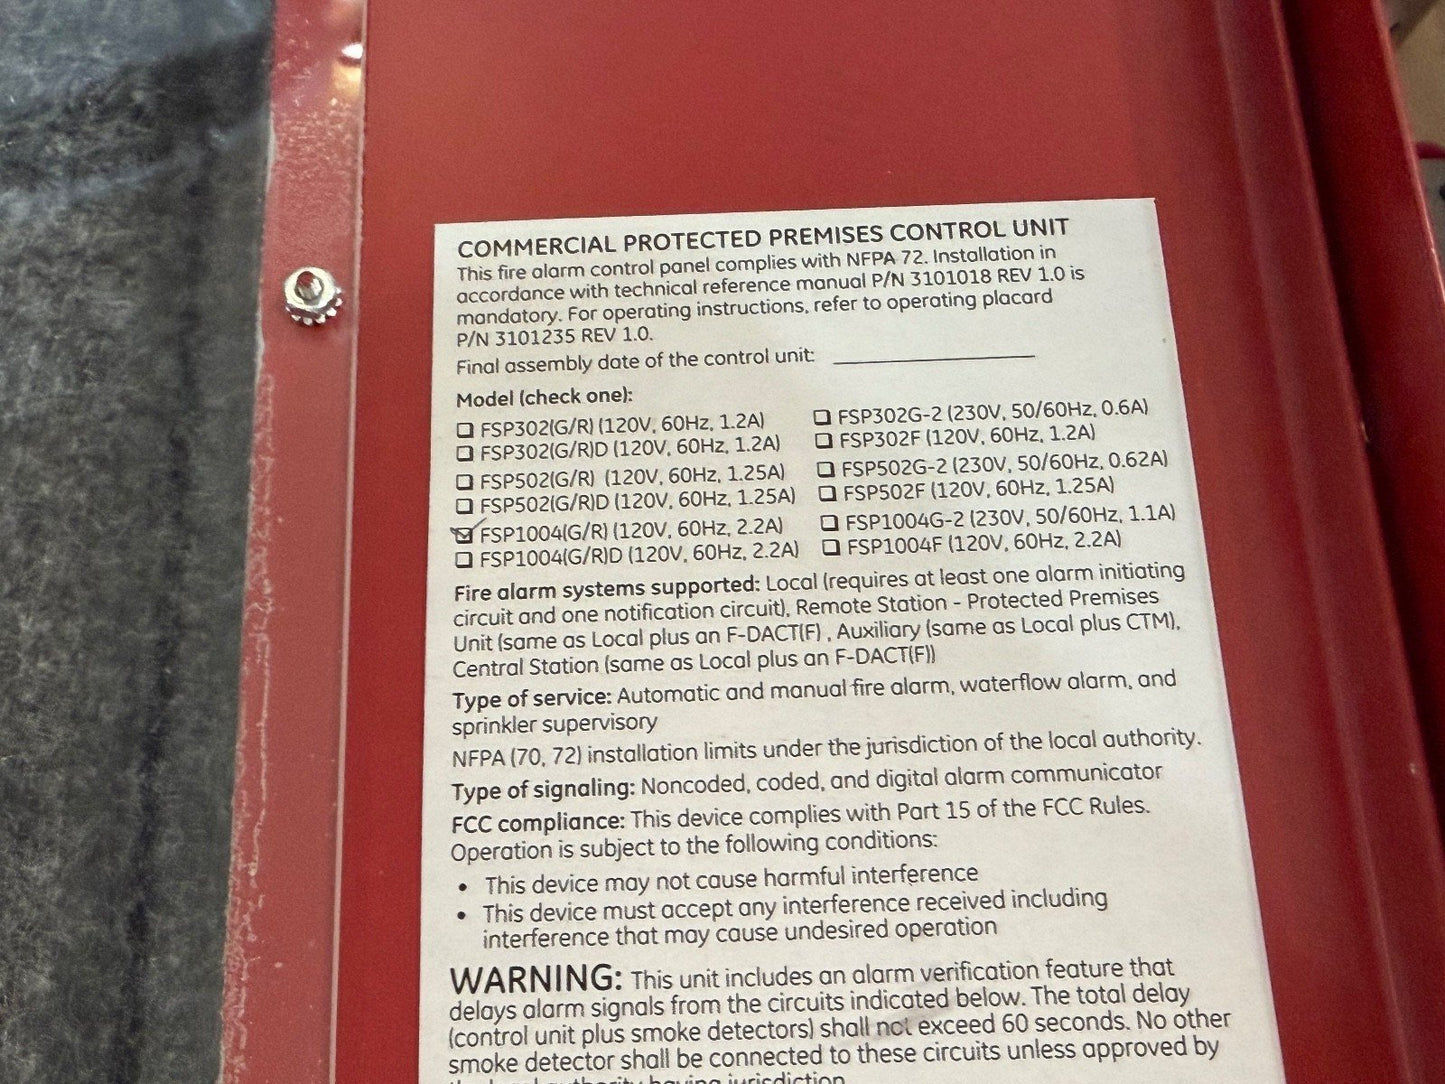 COMMERCIAL PROTECTED PREMISES CONTROL UNIT
This fire alarm control panel complies with NFPA 72. Installation in
accordance with technical reference manual P/N 3101018 REV 1.0 is
mandatory. For operating instructions, refer to operating placard
P/N 3101235 REV 1.0.
Final assembly date of the control unit:
Model (check one):
FSP302(G/R) (120V, 60Hz, 1.2A)
FSP302(G/R)D (120V, 60Hz, 1.2A)
FSP502(G/R) (120V, 60Hz, 1.25A)
FSP502(G/R)D (120V, 60Hz, 1.25A)
FSP1004(G/R) (120V, 60Hz, 2.2A)
FSP1004(G/R)D (120V, 60Hz, 2.2A)
FSP302G-2 (230V, 50/60Hz, 0.6A)
FSP302F (120V, 60Hz, 1.2A)
FSP502G-2 (230V, 50/60Hz, 0.62A)
FSP502F (120V, 60Hz, 1.25A)
FSP1004G-2 (230V, 50/60Hz, 1.1A)
FSP1004F (120V, 60Hz, 2.2A)
Fire alarm systems supported: Local (requires at least one alarm initiating
circuit and one notification circuit), Remote Station - Protected Premises
Unit (same as Local plus an F-DACT(F) , Auxiliary (same as Local plus CTM),
Central Station (same as Local plus an F-DACT(F))
Type of service: Automatic and manual fire alarm, waterflow alarm, and
sprinkler supervisory
NFPA (70, 72) installation limits under the jurisdiction of the local authority.
Type of signaling: Noncoded, coded, and digital alarm communicator
FCC compliance: This device complies with Part 15 of the FCC Rules.
Operation is subject to the following conditions:
• This device may not cause harmful interference
• This device must accept any interference received including
interference that may cause undesired operation
WARNING: This unit includes an alarm verification feature that
delays alarm signals from the circuits indicated below. The total delay
(control unit plus smoke detectors) shall not exceed 60 seconds. No other
smoke detector shall be connected to these circuits unless approved by
the local authority having jurisdiction.